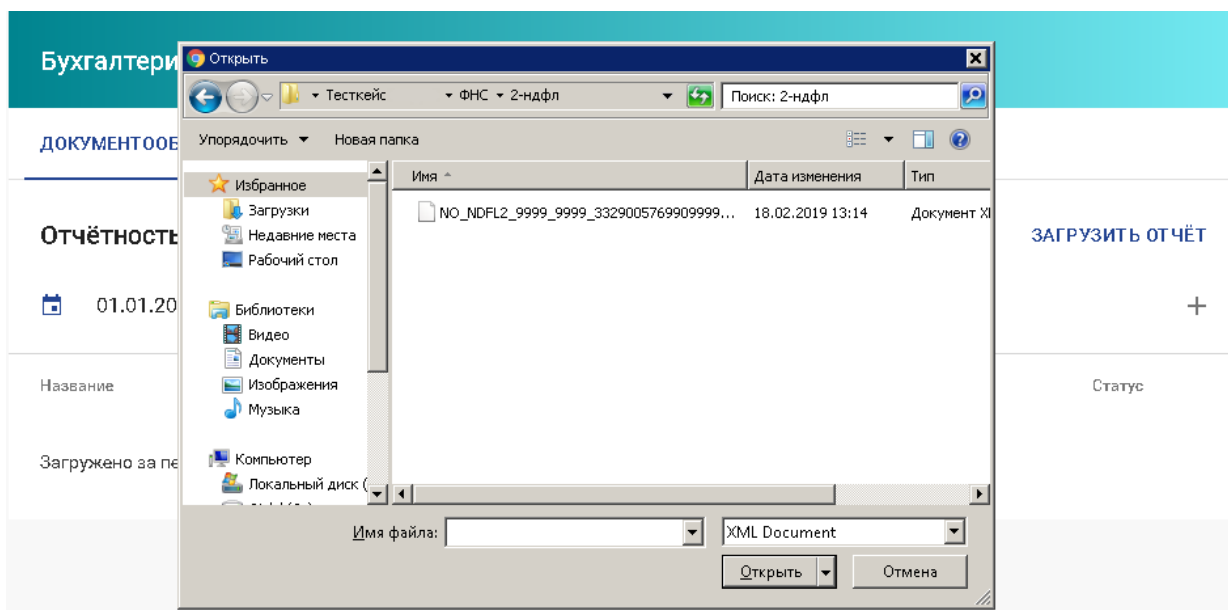 Бухгалтери
Открыть
Тесткейс ФНС 2-ндфл
Поиск: 2-ндфл
ДОКУМЕНТООБ
Упорядочить Новая папка
Избранное
Загрузки
Недавние места
Рабочий стол
Библиотеки
Видео
Документы
Изображения
Музыка
Компьютер
Локальный диск (
Имя Дата изменения Тип
NO_NDFL2_9999_9999_3329005769909999... 18.02.2019 13:14 Документ XI
Отчётность
ЗАГРУЗИТЬ ОТЧЁТ
01.01.20
Название
Статус
Загружено за пе
Имя файла:
XML Document
Открыть Отмена